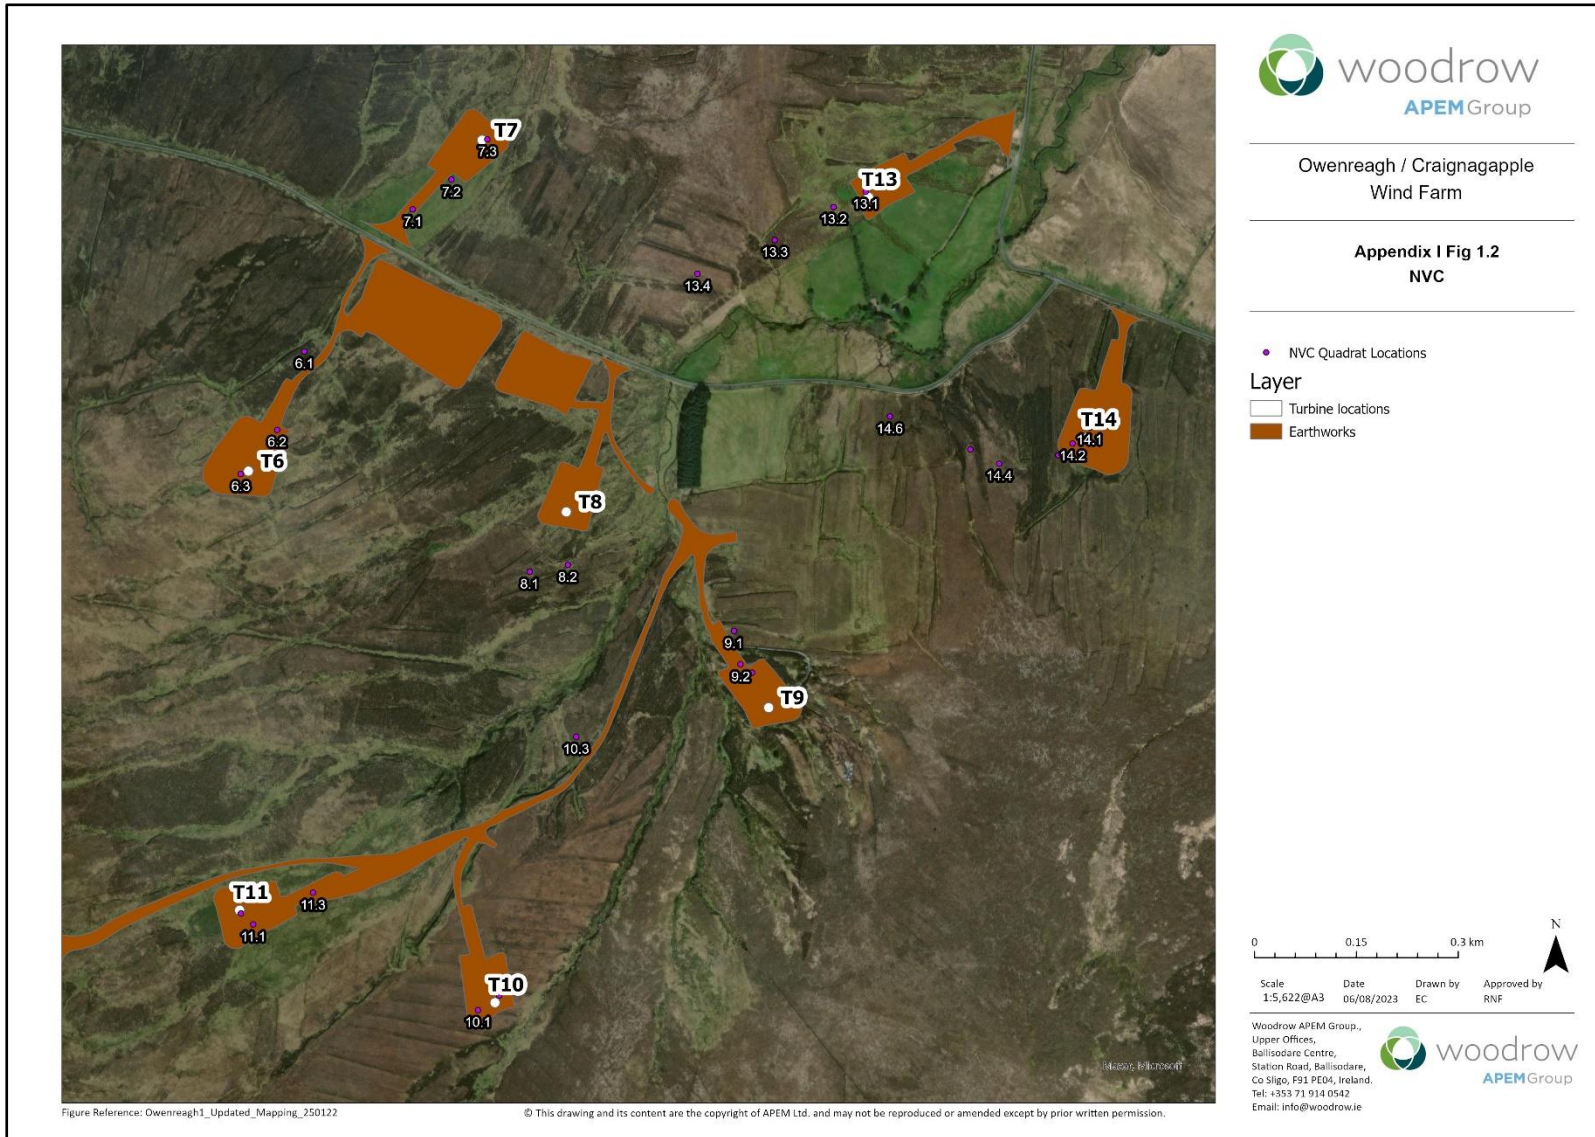 woodrow
APEM Group
Owenreagh / Craignagapple
Wind Farm
Appendix I Fig 1.2
NVC
NVC Quadrat Locations
Layer
Turbine locations
Earthworks
T7
7.3
7.2
7.1
T13
13.1
13.2
13.3
13.4
6.1
6.2
T6
6.3
T8
8.1
8.2
14.6
T14
14.1
14.2
14.4
9.1
9.2
T9
10.3
T11
11.3
11.1
T10
10.1
Maxar, Microsoft
N
0 0.15 0.3 km
Scale Date Drawn by Approved by
1:5,622@A3 06/08/2023 EC RNF
Woodrow APEM Group.,
Upper Offices,
Ballisodare Centre,
Station Road, Ballisodare,
Co Sligo, F91 PE04, Ireland.
Tel: +353 71 914 0542
Email: info@woodrow.ie
woodrow
APEM Group
Figure Reference: Owenreagh1_Updated_Mapping_250122
© This drawing and its content are the copyright of APEM Ltd. and may not be reproduced or amended except by prior written permission.